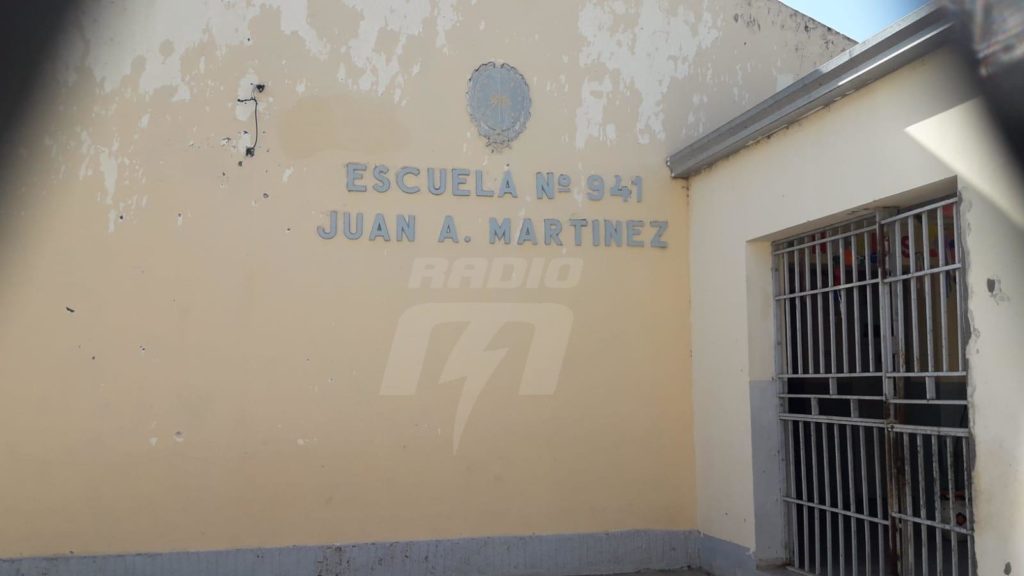 ESCUELA Nº 941
JUAN A. MARTINEZ
RADIO
M